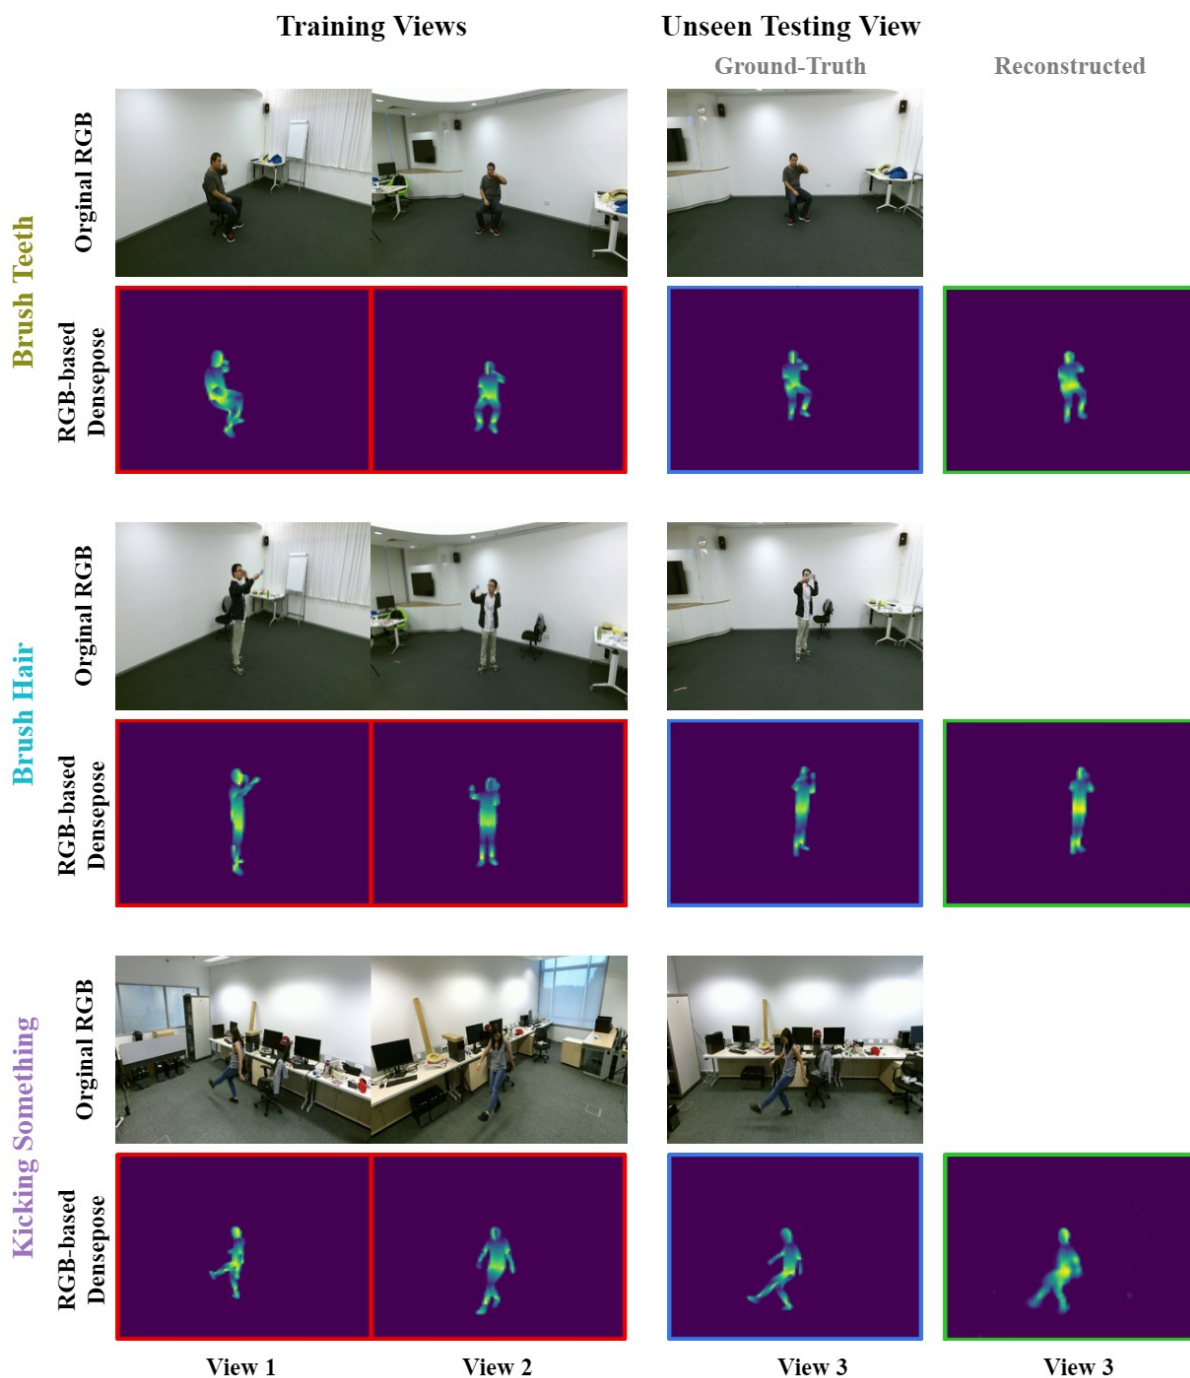 Training Views
Unseen Testing View
Ground-Truth
Reconstructed
Brush Teeth
Orginal RGB
RGB-based
Densepose
Brush Hair
Orginal RGB
RGB-based
Densepose
Kicking Something
Orginal RGB
RGB-based
Densepose
View 1
View 2
View 3
View 3